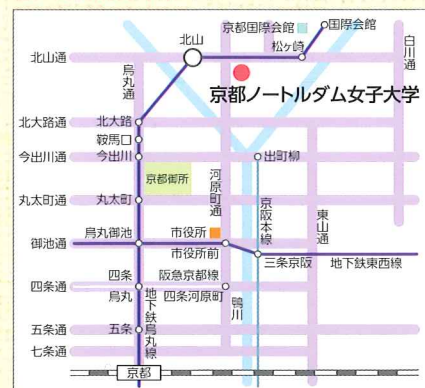 国際会館
京都国際会館
北山
松ヶ崎
白川通
北山通
烏丸通
京都ノートルダム女子大学
北大路通
北大路
鞍馬口
今出川通
今出川
出町柳
京都御所
河原町通
丸太町通
丸太町
京阪本線
東山通
烏丸御池
市役所
御池通
市役所前
三条京阪
地下鉄東西線
四条
阪急京都線
四条通
烏丸
四条河原町
地下鉄烏丸線
鴨川
五条通
五条
七条通
京都